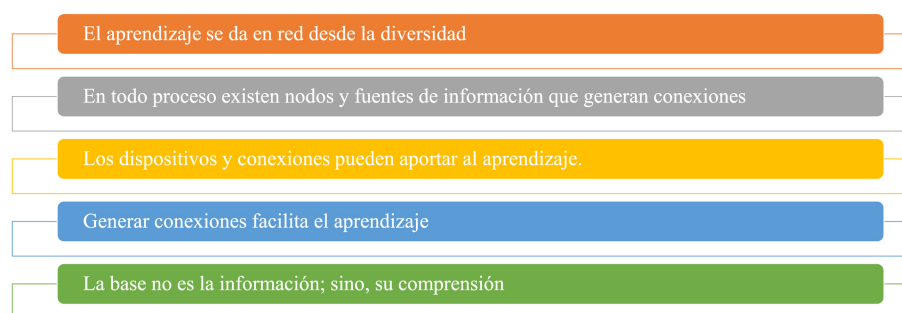 El aprendizaje se da en red desde la diversidad
En todo proceso existen nodos y fuentes de información que generan conexiones
Los dispositivos y conexiones pueden aportar al aprendizaje.
Generar conexiones facilita el aprendizaje
La base no es la información; sino, su comprensión